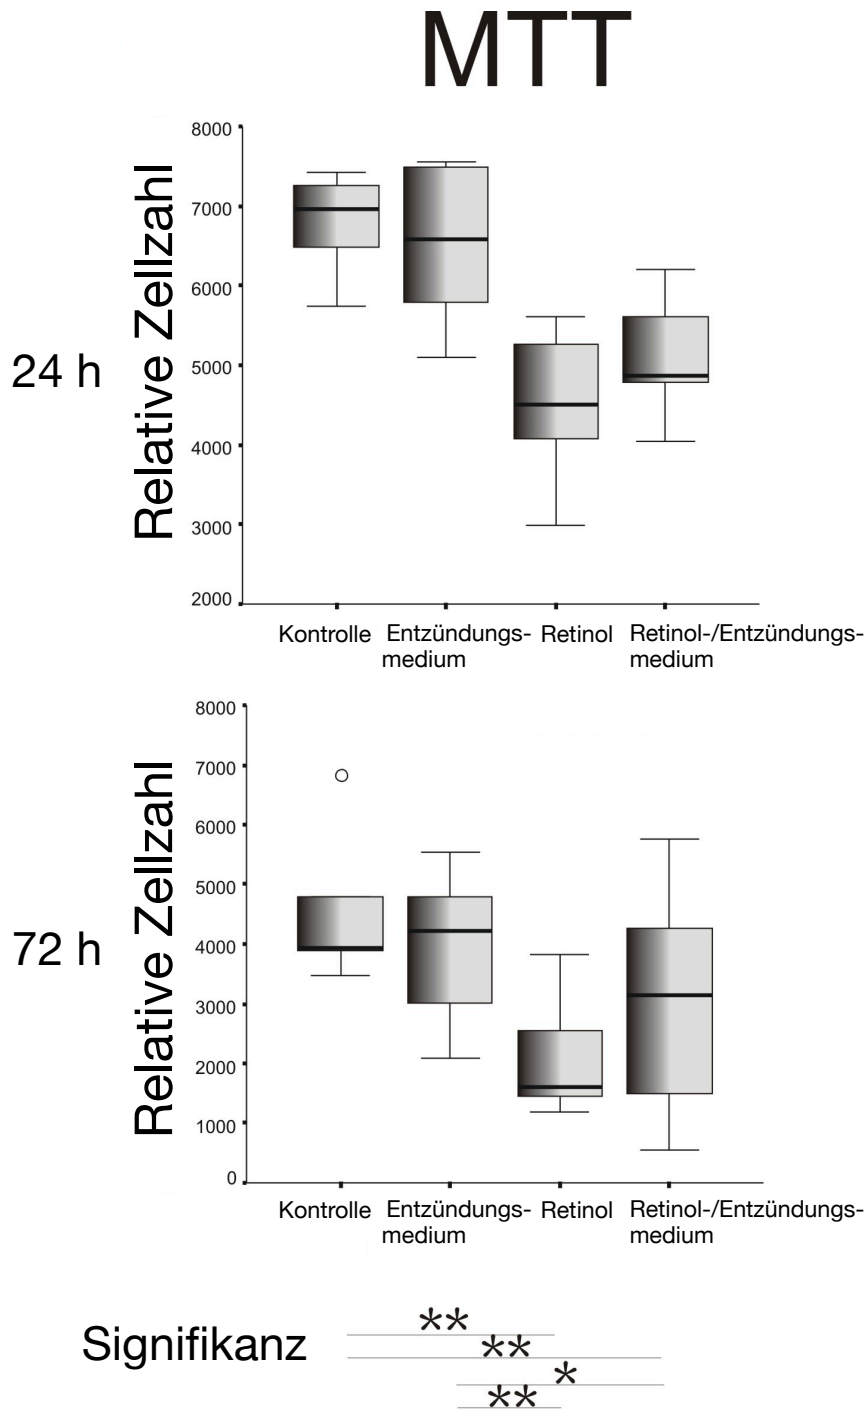 MTT
24 h
Relative Zellzahl
8000
7000
6000
5000
4000
3000
2000
Kontrolle Entzündungs- Retinol Retinol-/Entzündungs-
medium medium
72 h
Relative Zellzahl
8000
7000
6000
5000
4000
3000
2000
1000
0
Kontrolle Entzündungs- Retinol Retinol-/Entzündungs-
medium medium
Signifikanz
**
**
*
**